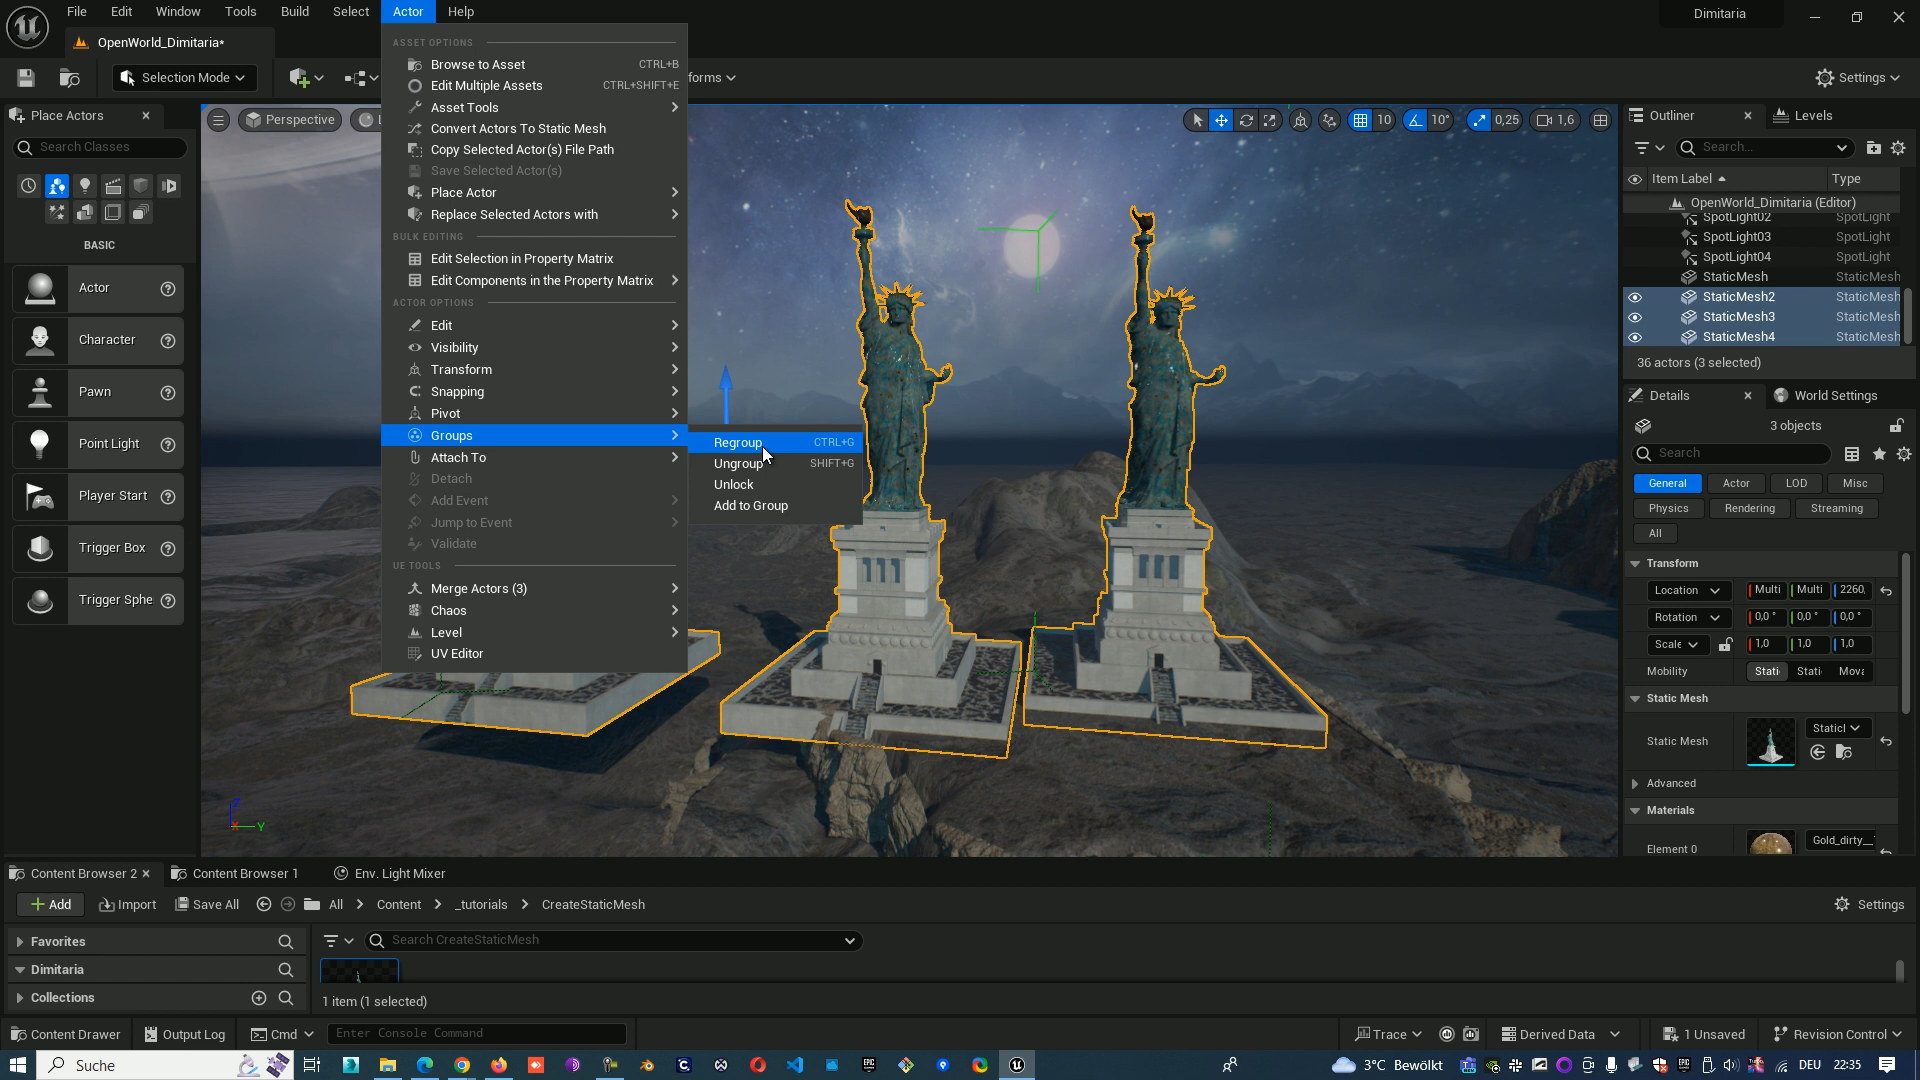 File Edit Window Tools Build Select Actor Help
Dimitaria
OpenWorld_Dimitaria*
Selection Mode
forms
Settings
Place Actors
Search Classes
BASIC
Actor
Character
Pawn
Point Light
Player Start
Trigger Box
Trigger Sphe
Perspective
L
10
10°
0,25
1,6
ASSET OPTIONS
Browse to Asset CTRL+B
Edit Multiple Assets CTRL+SHIFT+E
Asset Tools
Convert Actors To Static Mesh
Copy Selected Actor(s) File Path
Save Selected Actor(s)
Place Actor
Replace Selected Actors with
BULK EDITING
Edit Selection in Property Matrix
Edit Components in the Property Matrix
ACTOR OPTIONS
Edit
Visibility
Transform
Snapping
Pivot
Groups
Attach To
Detach
Add Event
Jump to Event
Validate
UE TOOLS
Merge Actors (3)
Chaos
Level
UV Editor
Regroup CTRL+G
Ungroup SHIFT+G
Unlock
Add to Group
Z
X
Y
Outliner
Levels
Search...
Item Label
Type
OpenWorld_Dimitaria (Editor)
SpotLight02 SpotLight
SpotLight03 SpotLight
SpotLight04 SpotLight
StaticMesh StaticMesh
StaticMesh2 StaticMesh
StaticMesh3 StaticMesh
StaticMesh4 StaticMesh
36 actors (3 selected)
Details
World Settings
3 objects
Search
General Actor LOD Misc
Physics Rendering Streaming
All
Transform
Location Multi Multi 2260,
Rotation 0,0 ° 0,0 ° 0,0 °
Scale 1,0 1,0 1,0
Mobility Stati Stati Mova
Static Mesh
Static Mesh
StaticI
Advanced
Materials
Element 0
Gold_dirty__
Content Browser 2
Content Browser 1
Env. Light Mixer
Add
Import
Save All
All
Content
_tutorials
CreateStaticMesh
Settings
Favorites
Dimitaria
Collections
Search CreateStaticMesh
1 item (1 selected)
Content Drawer
Output Log
Cmd
Enter Console Command
Trace
Derived Data
1 Unsaved
Revision Control
Suche
3°C Bewölkt
DEU
22:35